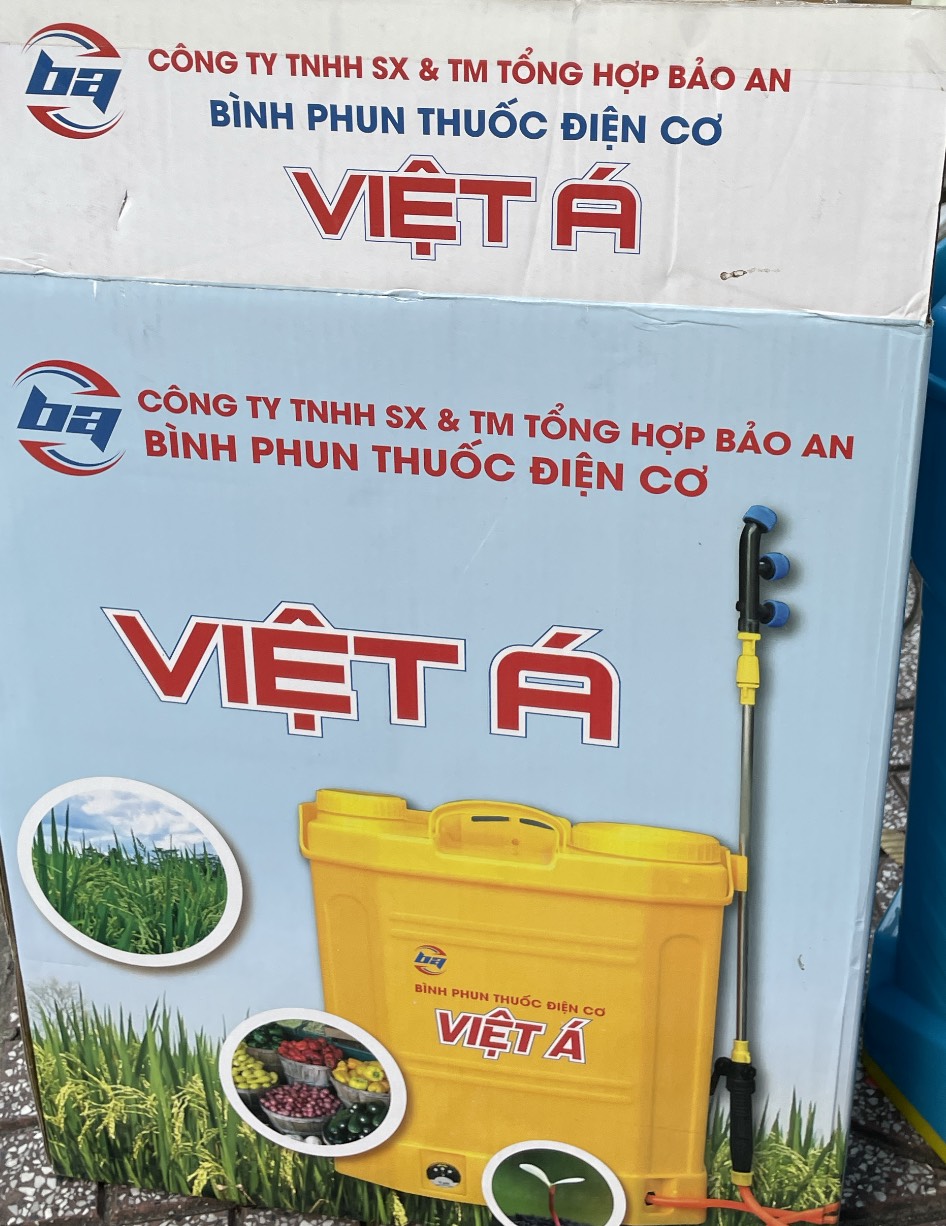 ba
CÔNG TY TNHH SX & TM TỔNG HỢP BẢO AN
BÌNH PHUN THUỐC ĐIỆN CƠ
VIỆT Á
ba
CÔNG TY TNHH SX & TM TỔNG HỢP BẢO AN
BÌNH PHUN THUỐC ĐIỆN CƠ
VIỆT Á
ba
BÌNH PHUN THUỐC ĐIỆN CƠ
VIỆT Á